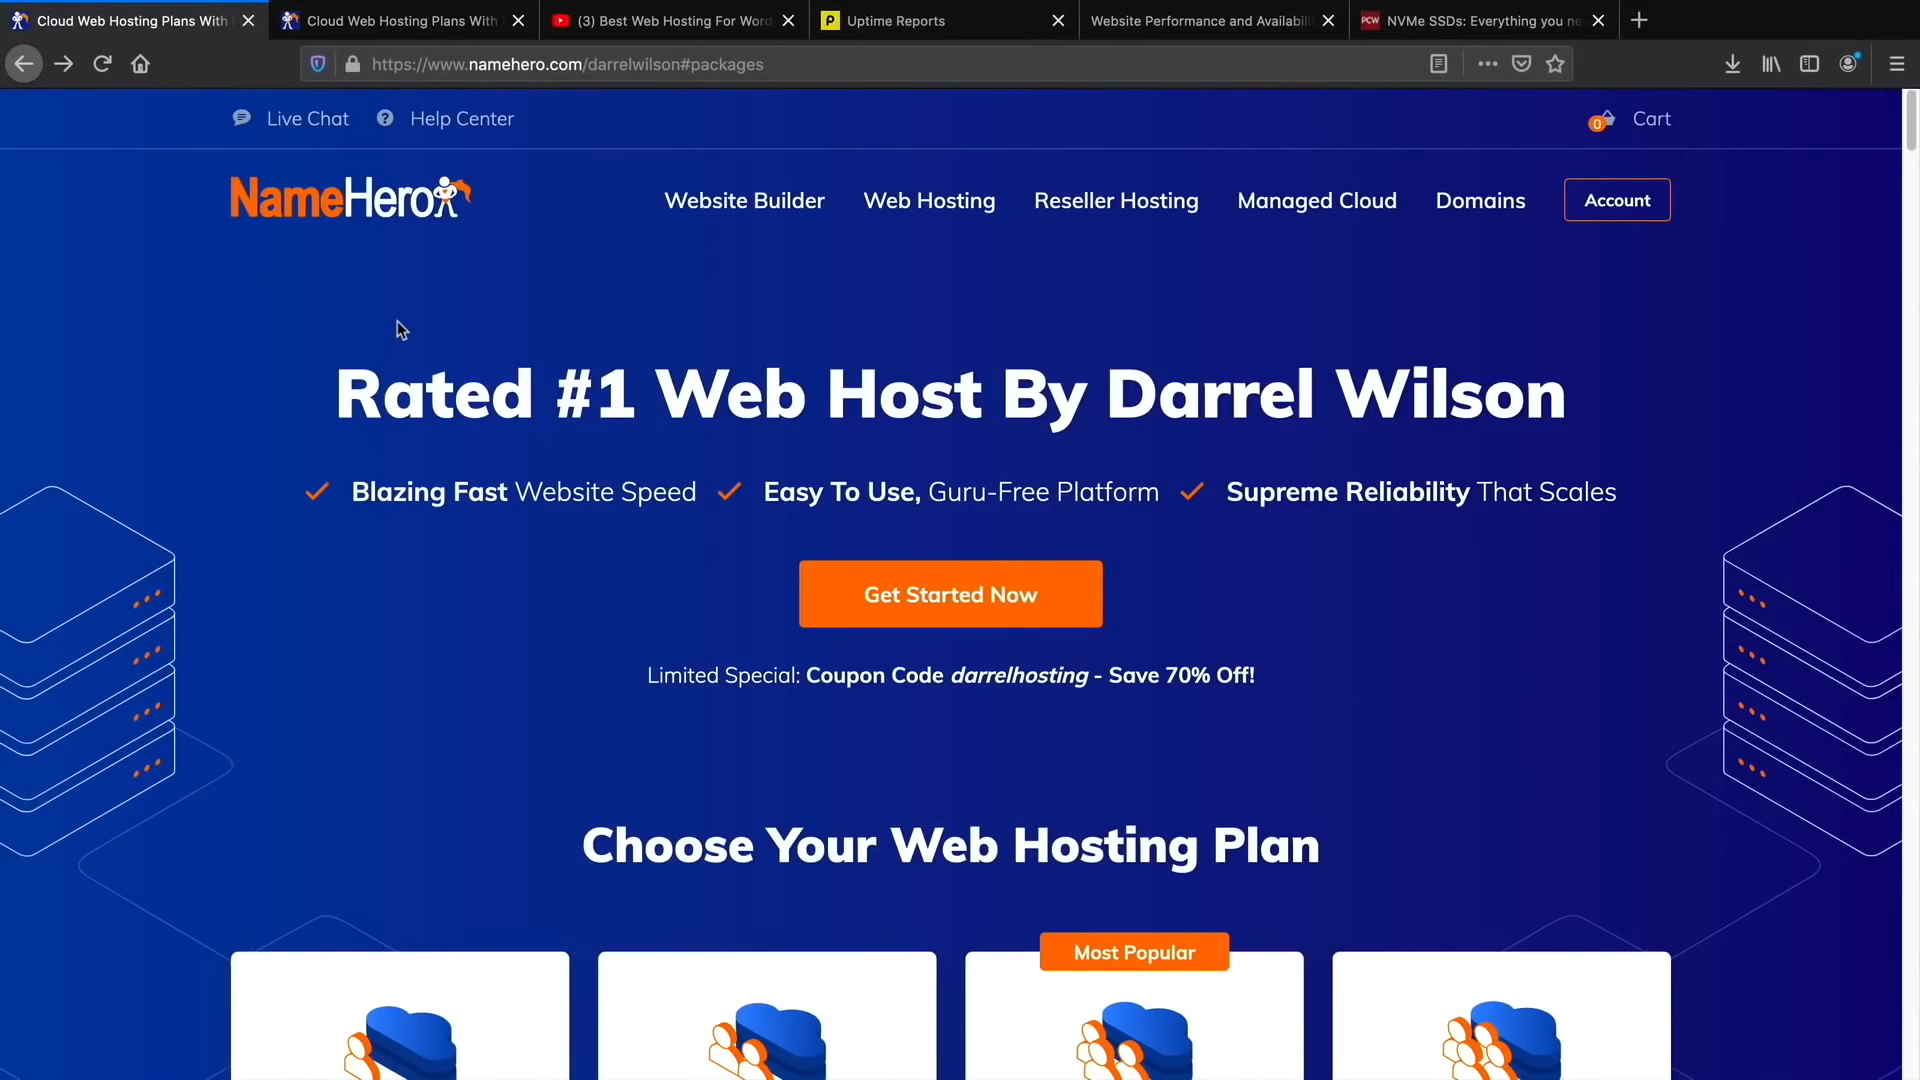 Cloud Web Hosting Plans With
Cloud Web Hosting Plans With
(3) Best Web Hosting For Word
Uptime Reports
Website Performance and Availabili
PCW
NVMe SSDs: Everything you ne
https://www.namehero.com/darrelwilson#packages
Live Chat
Help Center
0
Cart
NameHero
Website Builder
Web Hosting
Reseller Hosting
Managed Cloud
Domains
Account
Rated #1 Web Host By Darrel Wilson
Blazing Fast Website Speed
Easy To Use, Guru-Free Platform
Supreme Reliability That Scales
Get Started Now
Limited Special: Coupon Code darrelhosting - Save 70% Off!
Choose Your Web Hosting Plan
Most Popular